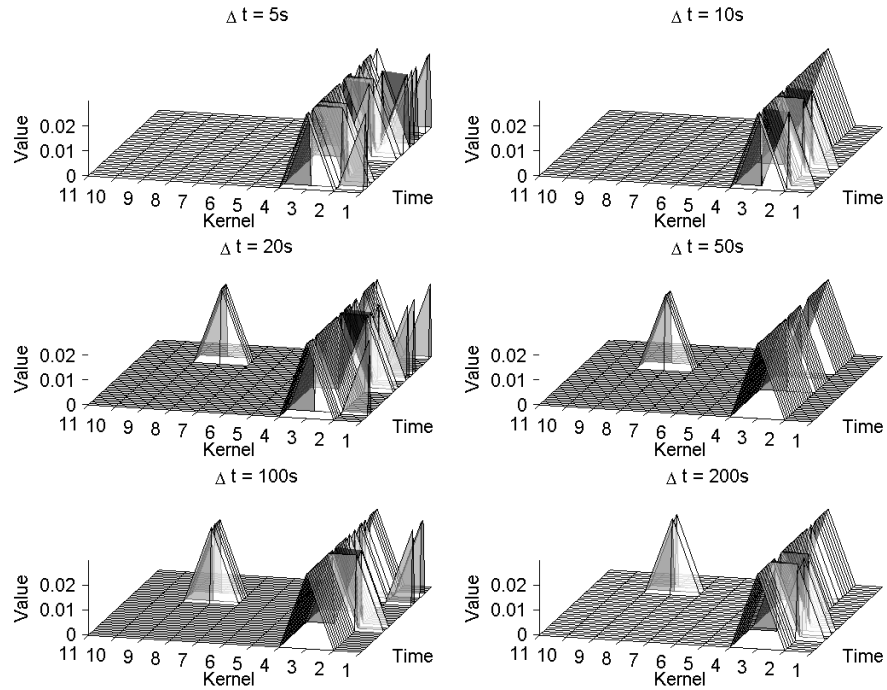 Δ t = 5s
Value
0.02
0.01
0
11 10 9 8 7 6 5 4 3 2 1
Kernel
Time
Δ t = 10s
Value
0.02
0.01
0
11 10 9 8 7 6 5 4 3 2 1
Kernel
Time
Δ t = 20s
Value
0.02
0.01
0
11 10 9 8 7 6 5 4 3 2 1
Kernel
Time
Δ t = 50s
Value
0.02
0.01
0
11 10 9 8 7 6 5 4 3 2 1
Kernel
Time
Δ t = 100s
Value
0.02
0.01
0
11 10 9 8 7 6 5 4 3 2 1
Kernel
Time
Δ t = 200s
Value
0.02
0.01
0
11 10 9 8 7 6 5 4 3 2 1
Kernel
Time